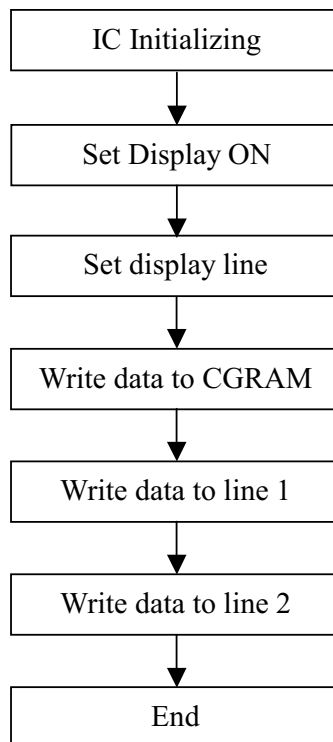 IC Initializing
Set Display ON
Set display line
Write data to CGRAM
Write data to line 1
Write data to line 2
End